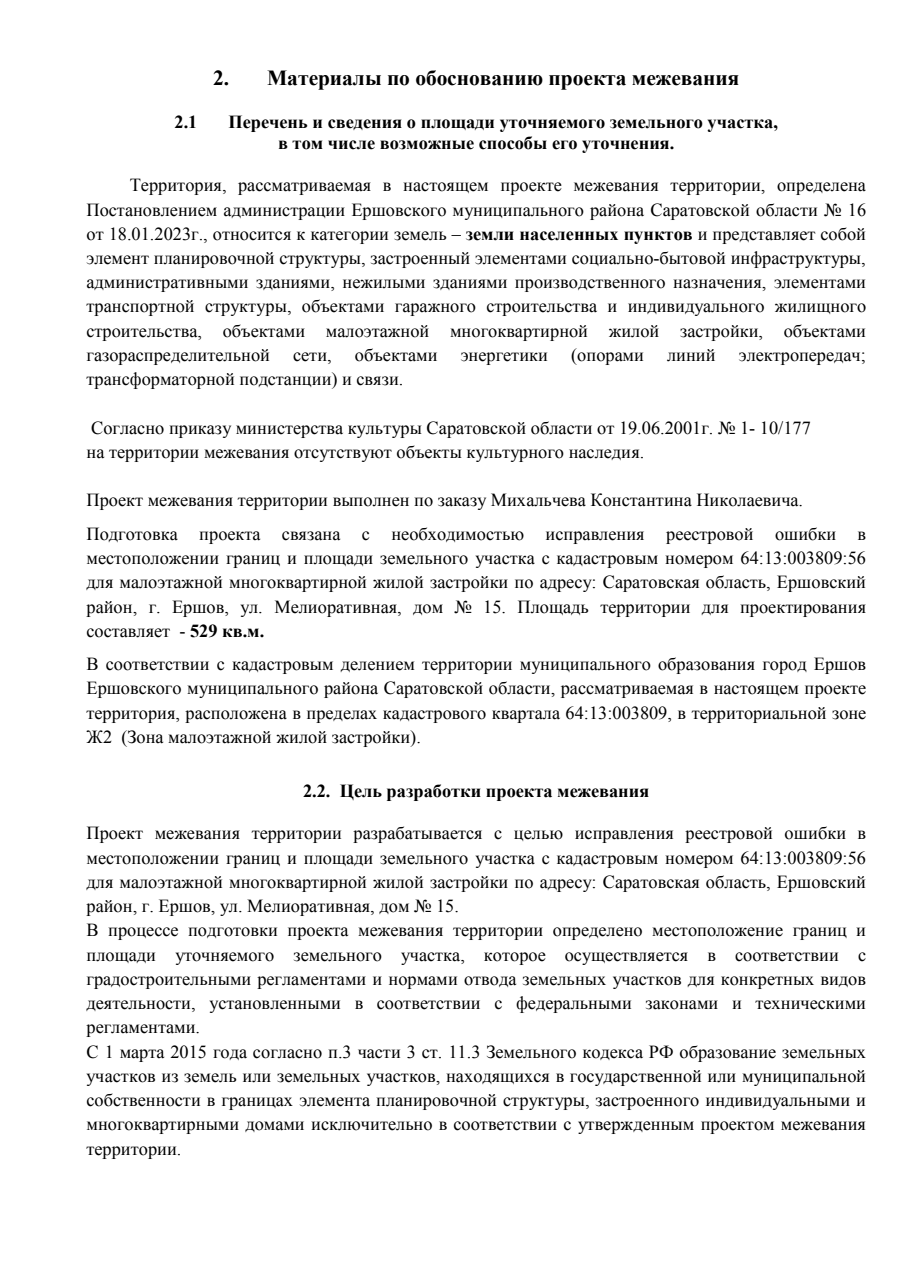 2. Материалы по обоснованию проекта межевания
2.1 Перечень и сведения о площади уточняемого земельного участка,
в том числе возможные способы его уточнения.
Территория, рассматриваемая в настоящем проекте межевания территории, определена
Постановлением администрации Ершовского муниципального района Саратовской области № 16
от 18.01.2023г., относится к категории земель – земли населенных пунктов и представляет собой
элемент планировочной структуры, застроенный элементами социально-бытовой инфраструктуры,
административными зданиями, нежилыми зданиями производственного назначения, элементами
транспортной структуры, объектами гаражного строительства и индивидуального жилищного
строительства, объектами малоэтажной многоквартирной жилой застройки, объектами
газораспределительной сети, объектами энергетики (опорами линий электропередач;
трансформаторной подстанции) и связи.
Согласно приказу министерства культуры Саратовской области от 19.06.2001г. № 1- 10/177
на территории межевания отсутствуют объекты культурного наследия.
Проект межевания территории выполнен по заказу Михальчева Константина Николаевича.
Подготовка проекта связана с необходимостью исправления реестровой ошибки в
местоположении границ и площади земельного участка с кадастровым номером 64:13:003809:56
для малоэтажной многоквартирной жилой застройки по адресу: Саратовская область, Ершовский
район, г. Ершов, ул. Мелиоративная, дом № 15. Площадь территории для проектирования
составляет - 529 кв.м.
В соответствии с кадастровым делением территории муниципального образования город Ершов
Ершовского муниципального района Саратовской области, рассматриваемая в настоящем проекте
территория, расположена в пределах кадастрового квартала 64:13:003809, в территориальной зоне
Ж2 (Зона малоэтажной жилой застройки).
2.2. Цель разработки проекта межевания
Проект межевания территории разрабатывается с целью исправления реестровой ошибки в
местоположении границ и площади земельного участка с кадастровым номером 64:13:003809:56
для малоэтажной многоквартирной жилой застройки по адресу: Саратовская область, Ершовский
район, г. Ершов, ул. Мелиоративная, дом № 15.
В процессе подготовки проекта межевания территории определено местоположение границ и
площади уточняемого земельного участка, которое осуществляется в соответствии с
градостроительными регламентами и нормами отвода земельных участков для конкретных видов
деятельности, установленными в соответствии с федеральными законами и техническими
регламентами.
С 1 марта 2015 года согласно п.3 части 3 ст. 11.3 Земельного кодекса РФ образование земельных
участков из земель или земельных участков, находящихся в государственной или муниципальной
собственности в границах элемента планировочной структуры, застроенного индивидуальными и
многоквартирными домами исключительно в соответствии с утвержденным проектом межевания
территории.